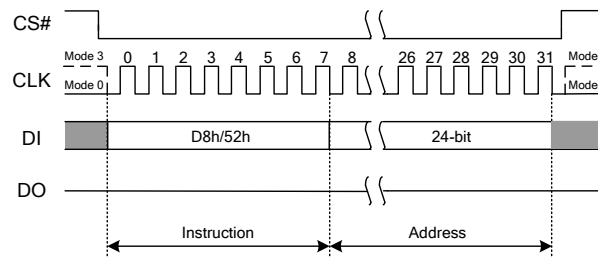 CS#
Mode 3 0 1 2 3 4 5 6 7 8 26 27 28 29 30 31 Mode
CLK Mode 0 Mode
DI D8h/52h 24-bit
DO
Instruction Address